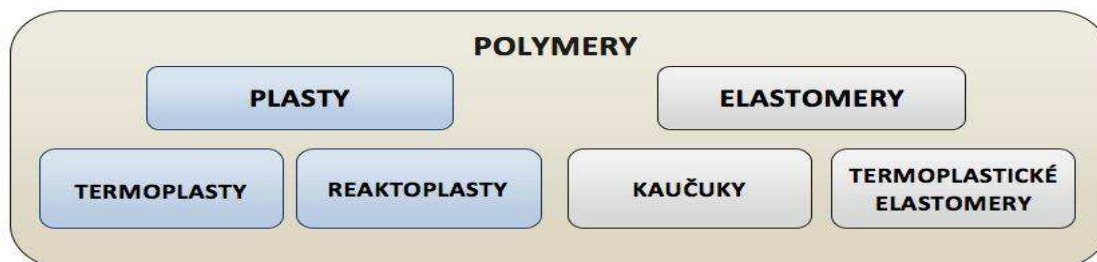 POLYMERY
PLASTY
ELASTOMERY
TERMOPLASTY
REAKTOPLASTY
KAUČUKY
TERMOPLASTICKÉ
ELASTOMERY